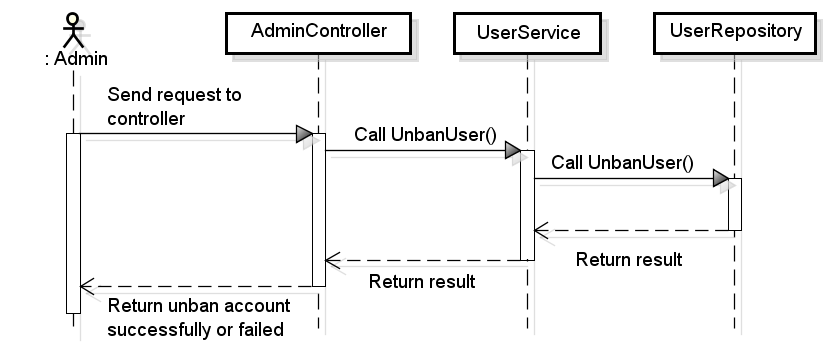 AdminController
UserService
UserRepository
: Admin
Send request to
controller
Call UnbanUser()
Call UnbanUser()
Return result
Return result
Return unban account
successfully or failed